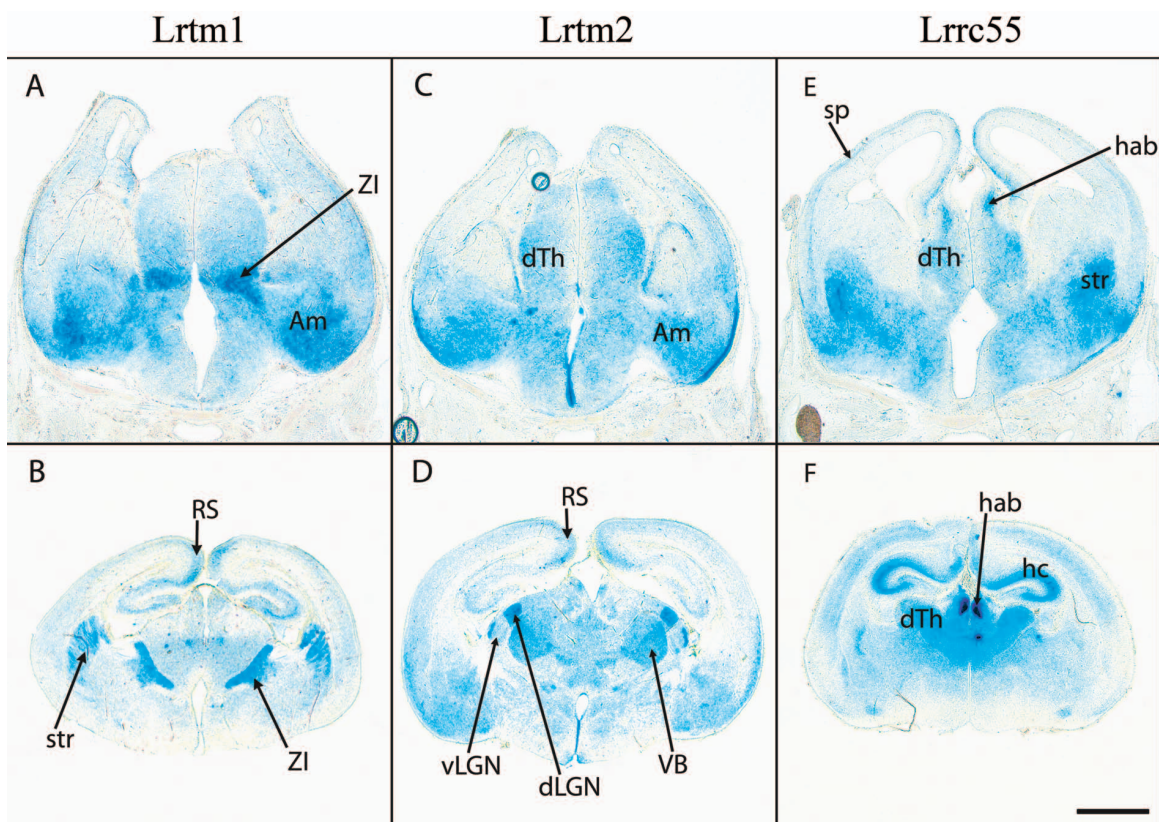 Lrtm1 Lrtm2 Lrrc55
A
ZI
Am
C
dTh
Am
E
sp
hab
dTh
str
B
RS
str
ZI
D
RS
vLGN
dLGN
VB
F
hab
hc
dTh